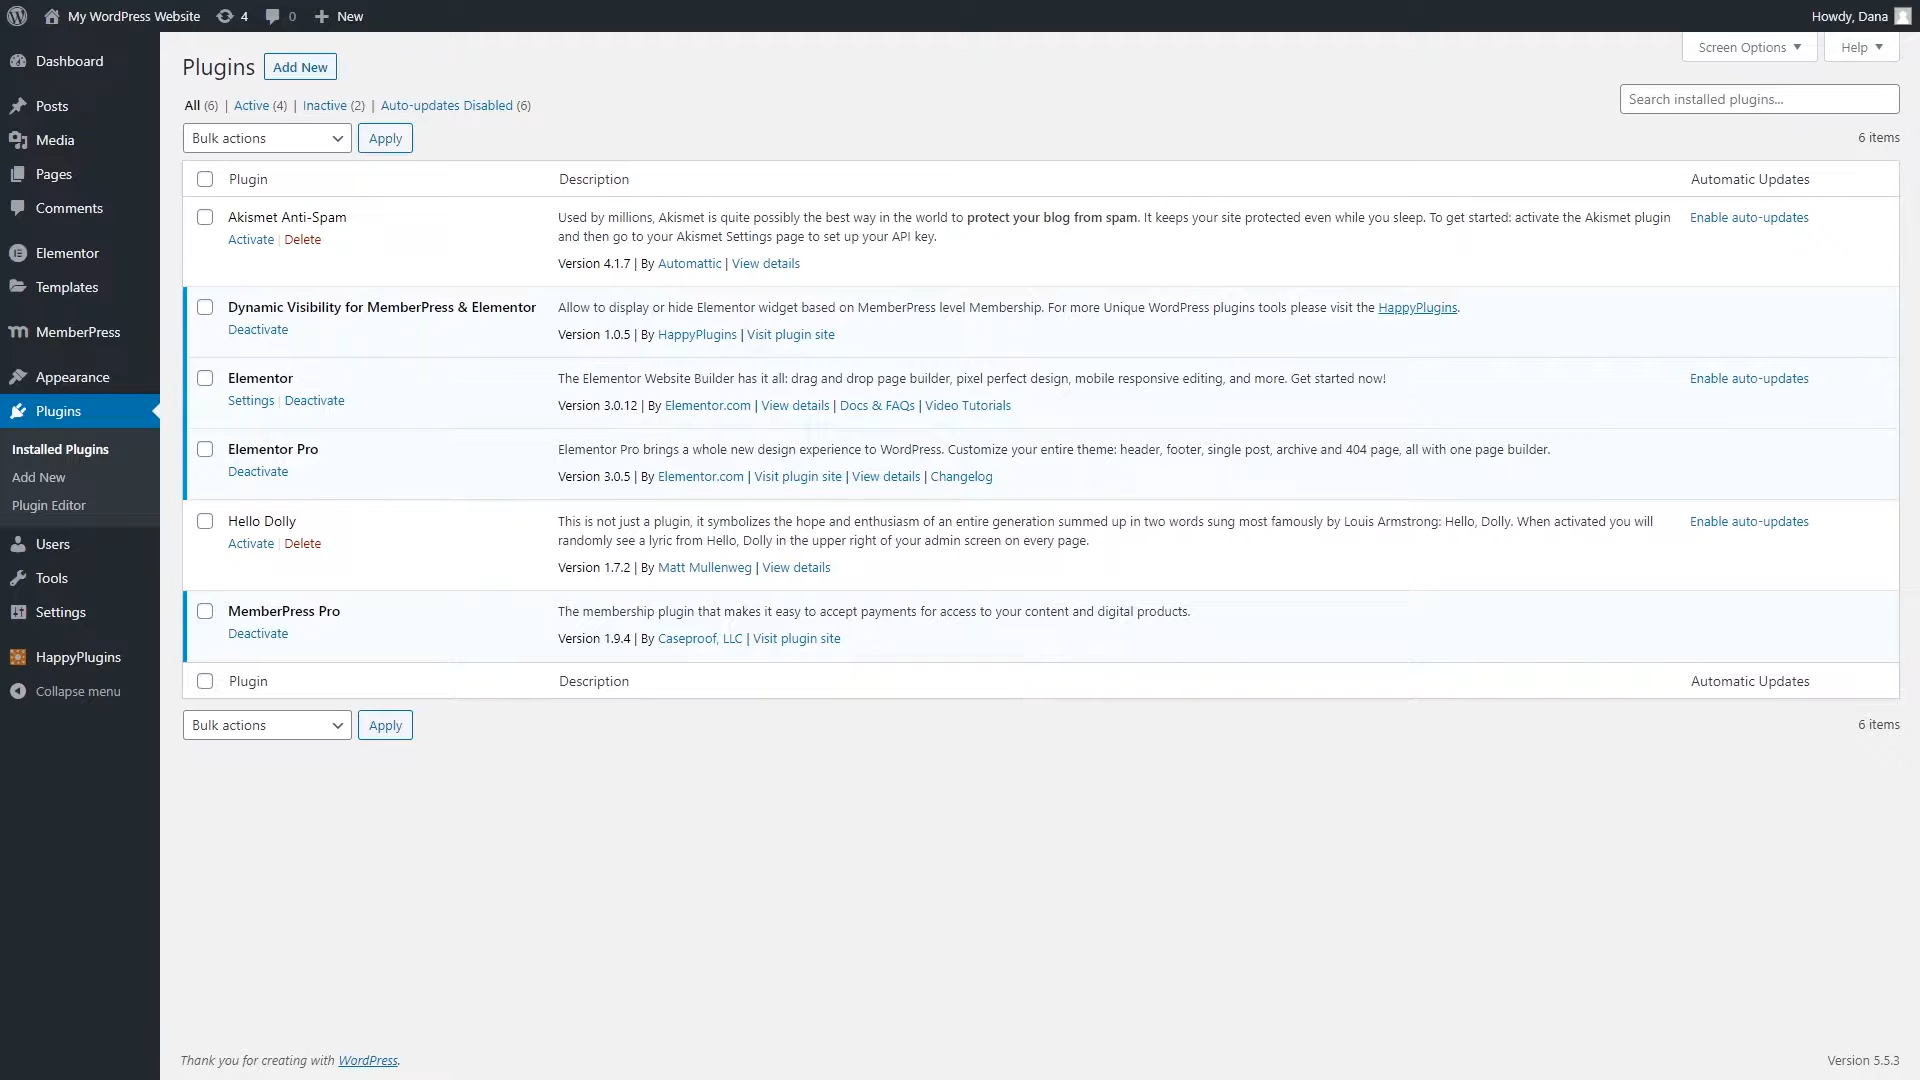 My WordPress Website 4 0 New Howdy, Dana
Dashboard
Posts
Media
Pages
Comments
Elementor
Templates
MemberPress
Appearance
Plugins
Installed Plugins
Add New
Plugin Editor
Users
Tools
Settings
HappyPlugins
Collapse menu
Screen Options Help
Plugins Add New
All (6) | Active (4) | Inactive (2) | Auto-updates Disabled (6)
Search installed plugins...
Bulk actions Apply 6 items
Plugin Description Automatic Updates
Akismet Anti-Spam
Activate | Delete
Used by millions, Akismet is quite possibly the best way in the world to protect your blog from spam. It keeps your site protected even while you sleep. To get started: activate the Akismet plugin
and then go to your Akismet Settings page to set up your API key.
Version 4.1.7 | By Automattic | View details
Enable auto-updates
Dynamic Visibility for MemberPress & Elementor
Deactivate
Allow to display or hide Elementor widget based on MemberPress level Membership. For more Unique WordPress plugins tools please visit the HappyPlugins.
Version 1.0.5 | By HappyPlugins | Visit plugin site
Elementor
Settings | Deactivate
The Elementor Website Builder has it all: drag and drop page builder, pixel perfect design, mobile responsive editing, and more. Get started now!
Version 3.0.12 | By Elementor.com | View details | Docs & FAQs | Video Tutorials
Enable auto-updates
Elementor Pro
Deactivate
Elementor Pro brings a whole new design experience to WordPress. Customize your entire theme: header, footer, single post, archive and 404 page, all with one page builder.
Version 3.0.5 | By Elementor.com | Visit plugin site | View details | Changelog
Hello Dolly
Activate | Delete
This is not just a plugin, it symbolizes the hope and enthusiasm of an entire generation summed up in two words sung most famously by Louis Armstrong: Hello, Dolly. When activated you will
randomly see a lyric from Hello, Dolly in the upper right of your admin screen on every page.
Version 1.7.2 | By Matt Mullenweg | View details
Enable auto-updates
MemberPress Pro
Deactivate
The membership plugin that makes it easy to accept payments for access to your content and digital products.
Version 1.9.4 | By Caseproof, LLC | Visit plugin site
Plugin Description Automatic Updates
Bulk actions Apply 6 items
Thank you for creating with WordPress. Version 5.5.3